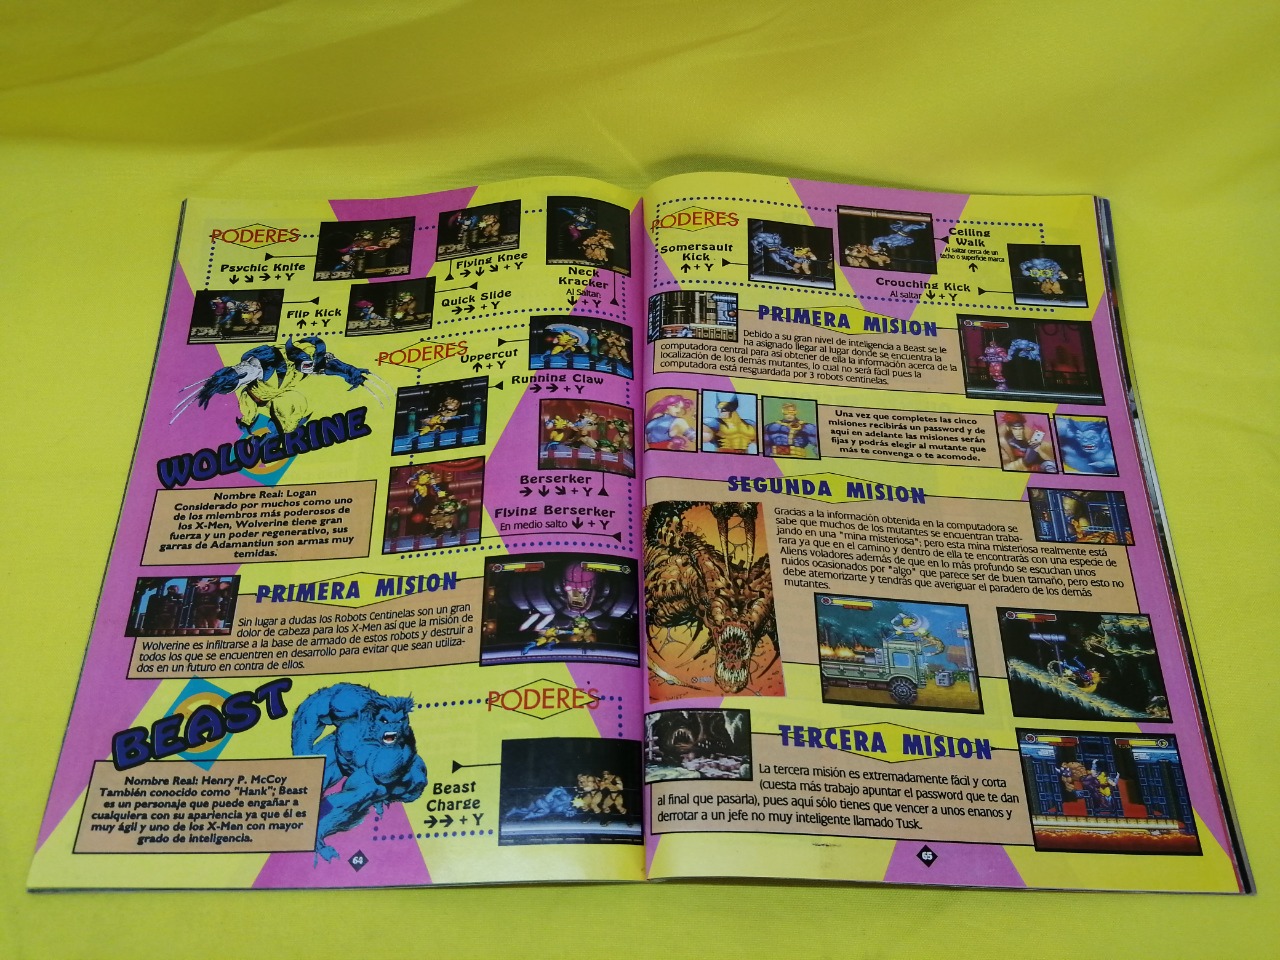 PODERES
Psychic Knife
↓ ↘ → + Y
Flying Knee
→ ↓ ↘ + Y
Neck
Kracker
Al Saltar:
↓ + Y
Flip Kick
↑ + Y
Quick Slide
→ → + Y
WOLVERINE
Nombre Real: Logan
Considerado por muchos como uno
de los miembros más poderosos de
los X-Men, Wolverine tiene gran
fuerza y un poder regenerativo, sus
garras de Adamantiun son armas muy
temidas.
PODERES
Uppercut
↑ + Y
Running Claw
→ → + Y
Berserker
→ ↓ ↘ + Y
Flying Berserker
En medio salto ↓ + Y
PRIMERA MISION
Sin lugar a dudas los Robots Centinelas son un gran
dolor de cabeza para los X-Men así que la misión de
Wolverine es infiltrarse a la base de armado de estos robots y destruir a
todos los que se encuentren en desarrollo para evitar que sean utiliza-
dos en un futuro en contra de ellos.
BEAST
Nombre Real: Henry P. McCoy
También conocido como "Hank"; Beast
es un personaje que puede engañar a
cualquiera con su apariencia ya que él es
muy ágil y uno de los X-Men con mayor
grado de inteligencia.
PODERES
Beast
Charge
→ → + Y
64
PODERES
Somersault
Kick
↑ + Y
Ceiling
Walk
Al saltar cerca de un
techo o superficie marca
↑
Crouching Kick
Al saltar ↓ + Y
PRIMERA MISION
Debido a su gran nivel de inteligencia a Beast se le
ha asignado llegar al lugar donde se encuentra la
computadora central para así obtener de ella la información acerca de la
localización de los demás mutantes, lo cual no será fácil pues la
computadora está resguardada por 3 robots centinelas.
Una vez que completes las cinco
misiones recibirás un password y de
aquí en adelante las misiones serán
fijas y podrás elegir al mutante que
más te convenga o te acomode.
SEGUNDA MISION
Gracias a la información obtenida en la computadora se
sabe que muchos de los mutantes se encuentran traba-
jando en una "mina misteriosa"; pero esta mina misteriosa realmente está
rara ya que en el camino y dentro de ella te encontrarás con una especie de
Aliens voladores además de que en lo más profundo se escuchan unos
ruidos ocasionados por "algo" que parece ser de buen tamaño, pero esto no
debe atemorizarte y tendrás que averiguar el paradero de los demás
mutantes.
TERCERA MISION
La tercera misión es extremadamente fácil y corta
(cuesta más trabajo apuntar el password que te dan
al final que pasarla), pues aquí sólo tienes que vencer a unos enanos y
derrotar a un jefe no muy inteligente llamado Tusk.
65